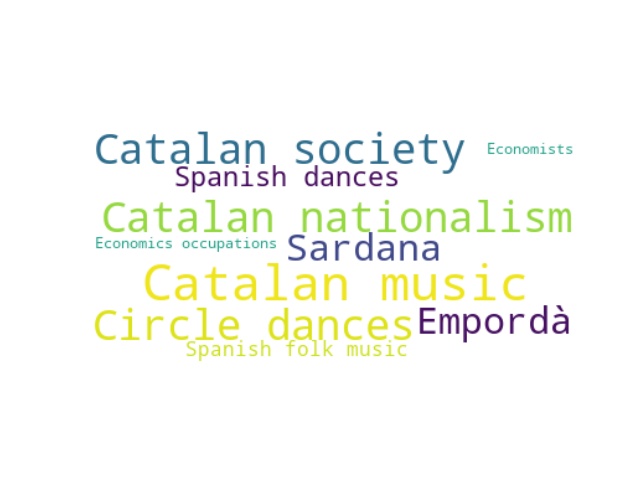 Catalan society
Economists
Spanish dances
Catalan nationalism
Economics occupations
Sardana
Catalan music
Circle dances
Empordà
Spanish folk music